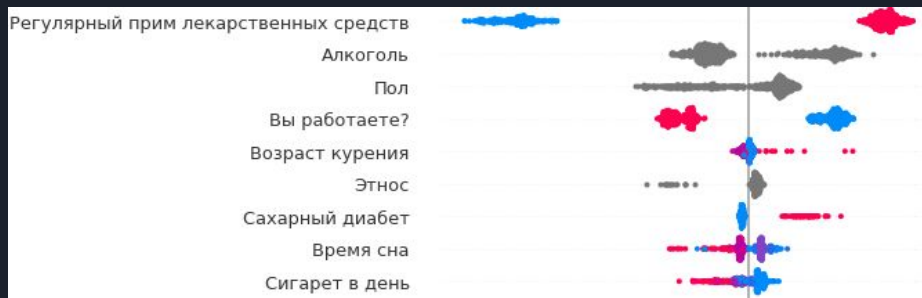 Регулярный прим лекарственных средств
Алкоголь
Пол
Вы работаете?
Возраст курения
Этнос
Сахарный диабет
Время сна
Сигарет в день